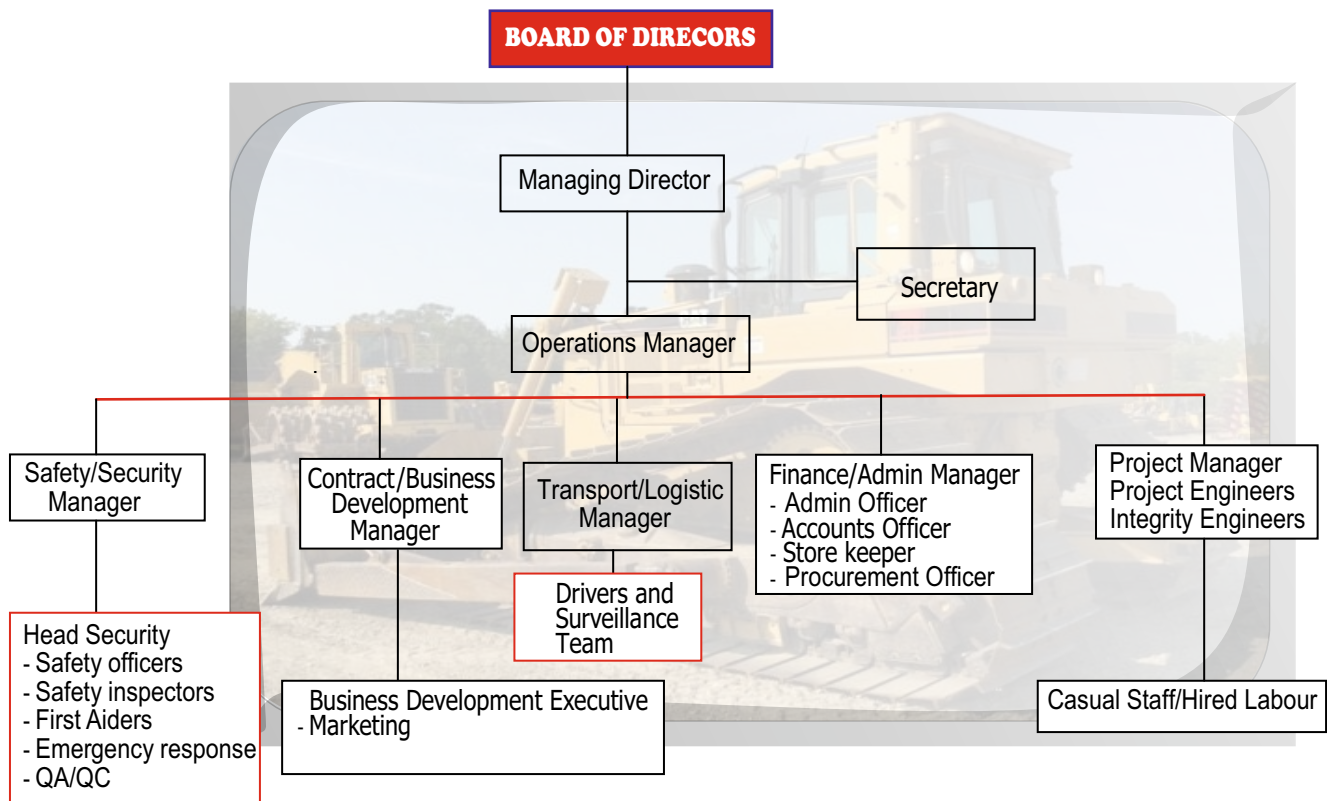 BOARD OF DIRECORS
Managing Director
Secretary
Operations Manager
Safety/Security
Manager
Contract/Business
Development
Manager
Transport/Logistic
Manager
Finance/Admin Manager
- Admin Officer
- Accounts Officer
- Store keeper
- Procurement Officer
Project Manager
Project Engineers
Integrity Engineers
Head Security
- Safety officers
- Safety inspectors
- First Aiders
- Emergency response
- QA/QC
Business Development Executive
- Marketing
Drivers and
Surveillance
Team
Casual Staff/Hired Labour